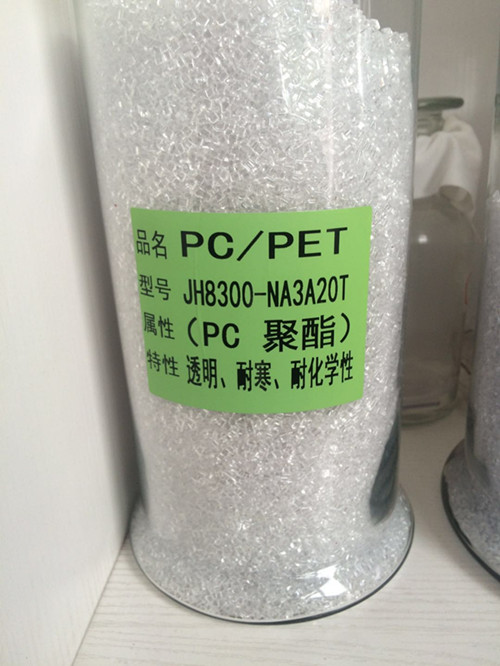 品名 PC/PET
型号 JH8300-NA3A20T
属性 (PC 聚酯)
特性 透明、耐寒、耐化学性